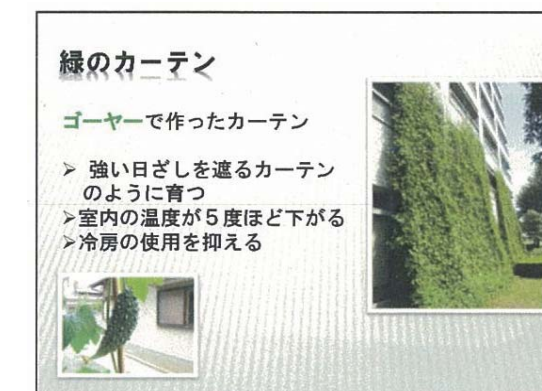 緑のカーテン
ゴーヤーで作ったカーテン
➢ 強い日ざしを遮るカーテン
のように育つ
➢室内の温度が5度ほど下がる
➢冷房の使用を抑える